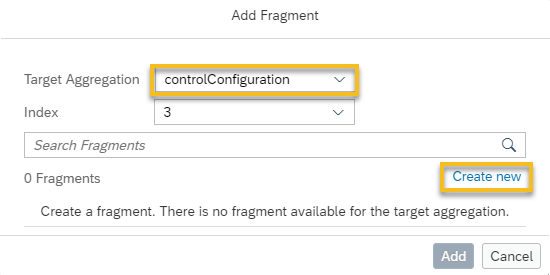 Add Fragment
Target Aggregation controlConfiguration
Index 3
Search Fragments
0 Fragments Create new
Create a fragment. There is no fragment available for the target aggregation.
Add Cancel